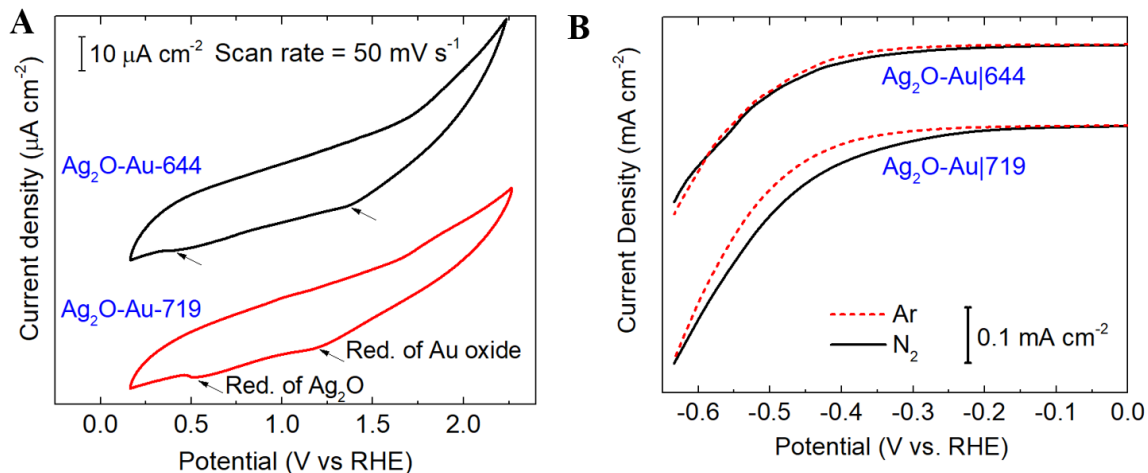 A
10 μA cm⁻² Scan rate = 50 mV s⁻¹
Ag₂O-Au-644
Ag₂O-Au-719
Red. of Au oxide
Red. of Ag₂O
Current density (μA cm⁻²)
0.0 0.5 1.0 1.5 2.0
Potential (V vs RHE)
B
Ag₂O-Au|644
Ag₂O-Au|719
Ar
N₂
0.1 mA cm⁻²
Current Density (mA cm⁻²)
-0.6 -0.5 -0.4 -0.3 -0.2 -0.1 0.0
Potential (V vs. RHE)